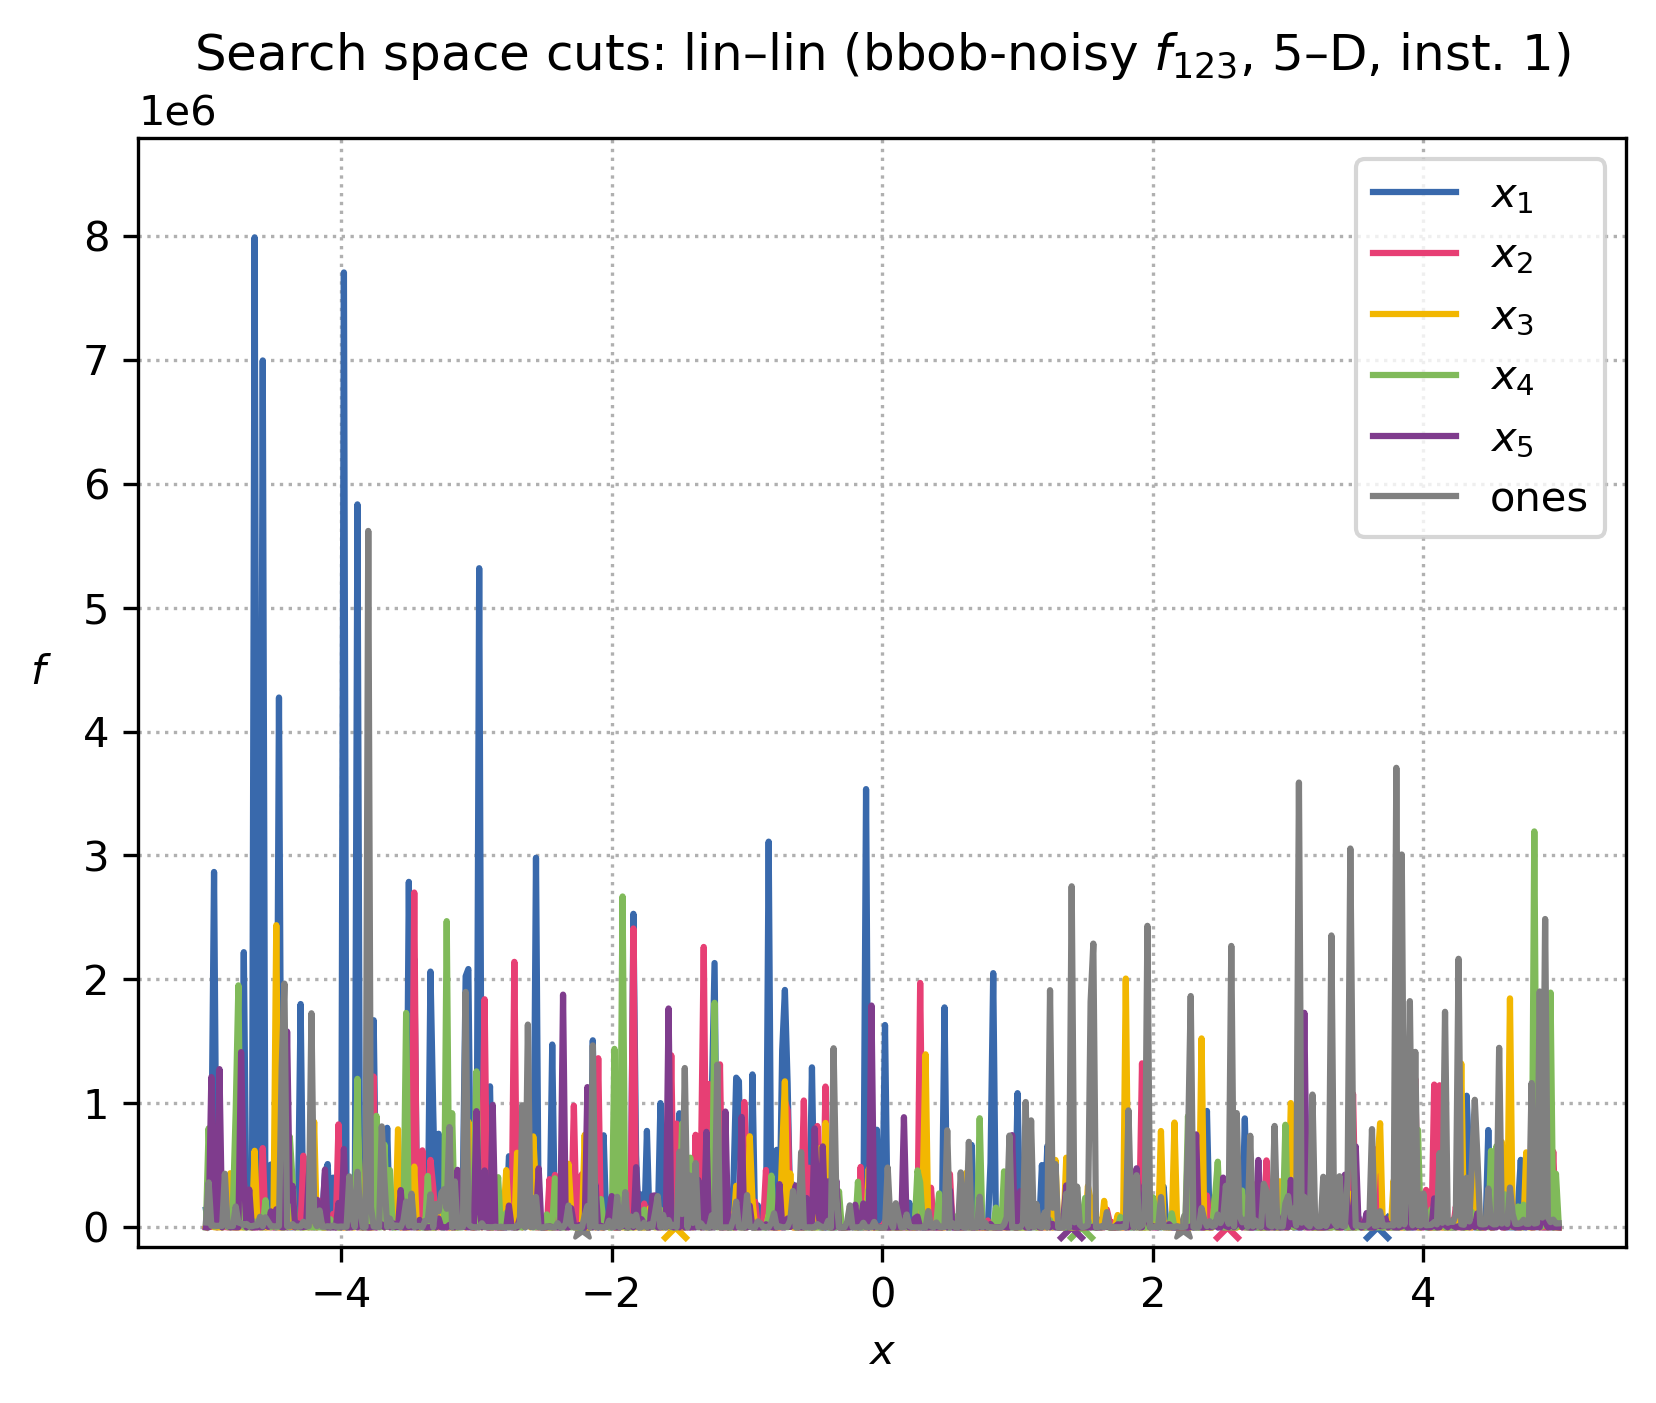 Search space cuts: lin–lin (bbob-noisy f₁₂₃, 5–D, inst. 1)
1e6
8
7
6
5
4
3
2
1
0
f
x₁
x₂
x₃
x₄
x₅
ones
−4 −2 0 2 4
x